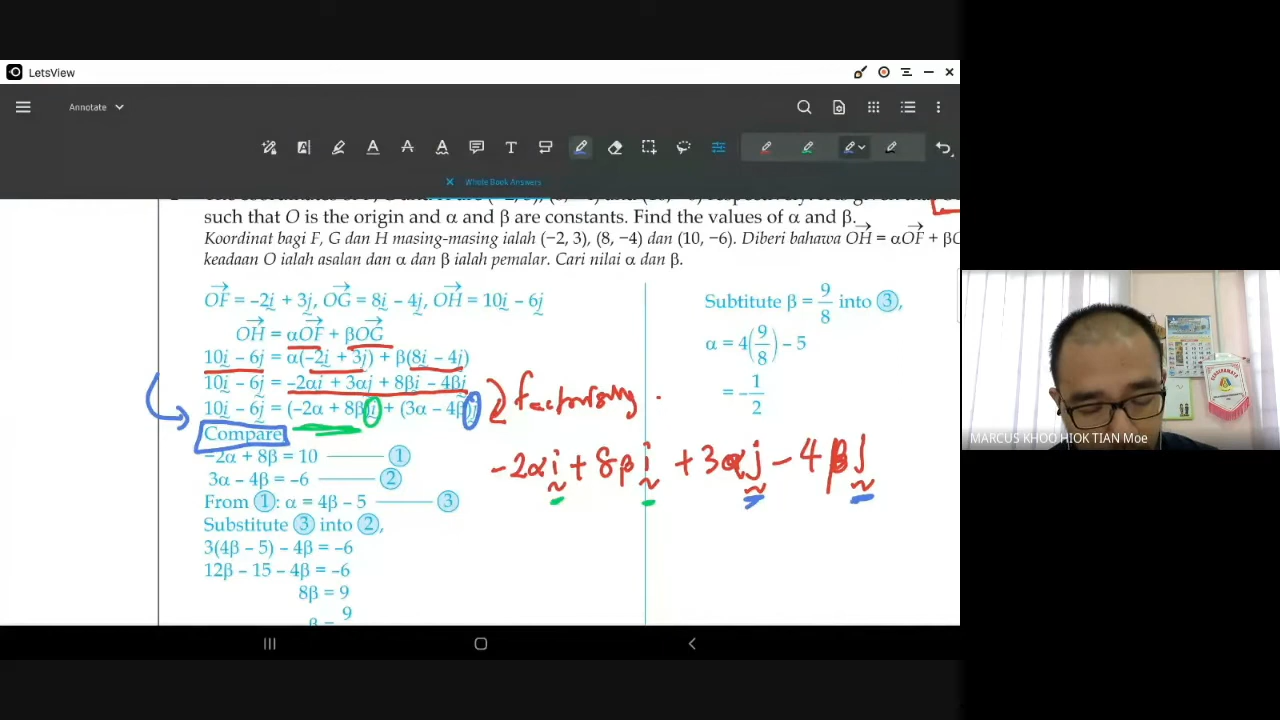 LetsView
Annotate
Whole Book Answers
such that O is the origin and α and β are constants. Find the values of α and β.
Koordinat bagi F, G dan H masing-masing ialah (−2, 3), (8, −4) dan (10, −6). Diberi bahawa OH = αOF + β
keadaan O ialah asalan dan α dan β ialah pemalar. Cari nilai α dan β.
OF = −2i + 3j, OG = 8i − 4j, OH = 10i − 6j
OH = αOF + βOG
10i − 6j = α(−2i + 3j) + β(8i − 4j)
10i − 6j = −2αi + 3αj + 8βi − 4βj
10i − 6j = (−2α + 8β)i + (3α − 4β)j
factorising
Compare
−2αi + 8βi + 3αj − 4βj
−2α + 8β = 10 ——— 1
3α − 4β = −6 ——— 2
From 1: α = 4β − 5 ——— 3
Substitute 3 into 2,
3(4β − 5) − 4β = −6
12β − 15 − 4β = −6
8β = 9
β = 9
Subtitute β = 9/8 into 3,
α = 4(9/8) − 5
= −1/2
MARCUS KHOO HIOK TIAN Moe